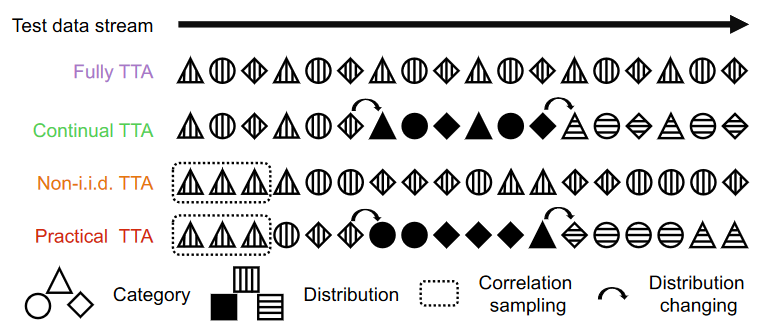 Test data stream
Fully TTA
Continual TTA
Non-i.i.d. TTA
Practical TTA
Category
Distribution
Correlation
sampling
Distribution
changing